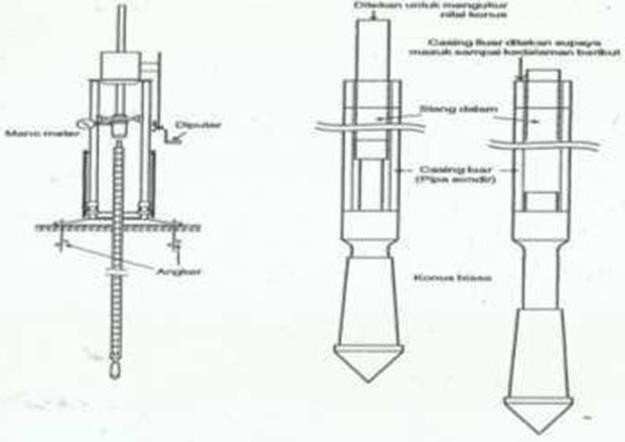 Ditekan untuk mengukur
nilai konus
Casing luar ditekan supaya
masuk sampai kedalaman berikut
Stang dalam
Mano meter
Diputar
Casing luar
(Pipa sondir)
Angker
Konus biasa